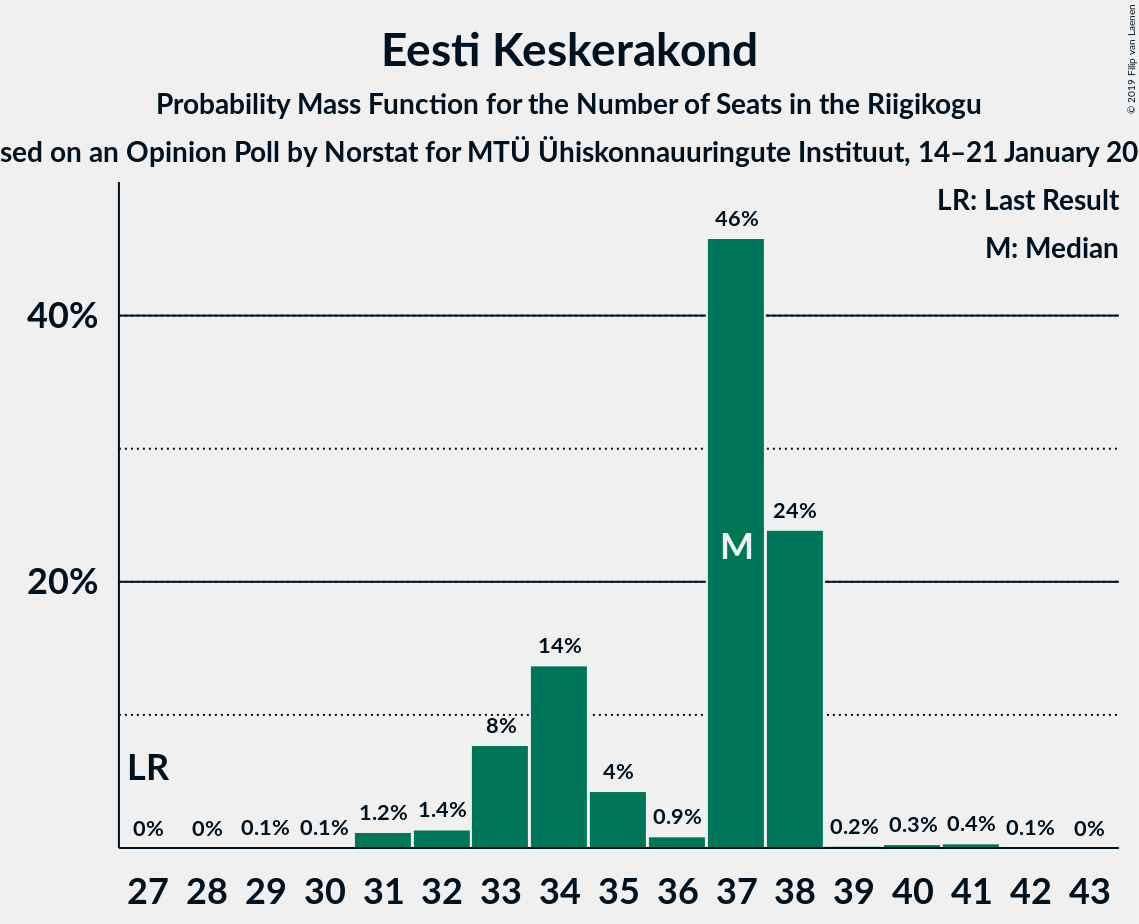 Eesti Keskerakond
Probability Mass Function for the Number of Seats in the Riigikogu
sed on an Opinion Poll by Norstat for MTÜ Ühiskonnauuringute Instituut, 14–21 January 20
© 2019 Filip van Laenen
LR: Last Result
M: Median
40%
20%
46%
24%
14%
8%
4%
M
LR
0% 0% 0.1% 0.1% 1.2% 1.4% 0.9% 0.2% 0.3% 0.4% 0.1% 0%
27 28 29 30 31 32 33 34 35 36 37 38 39 40 41 42 43